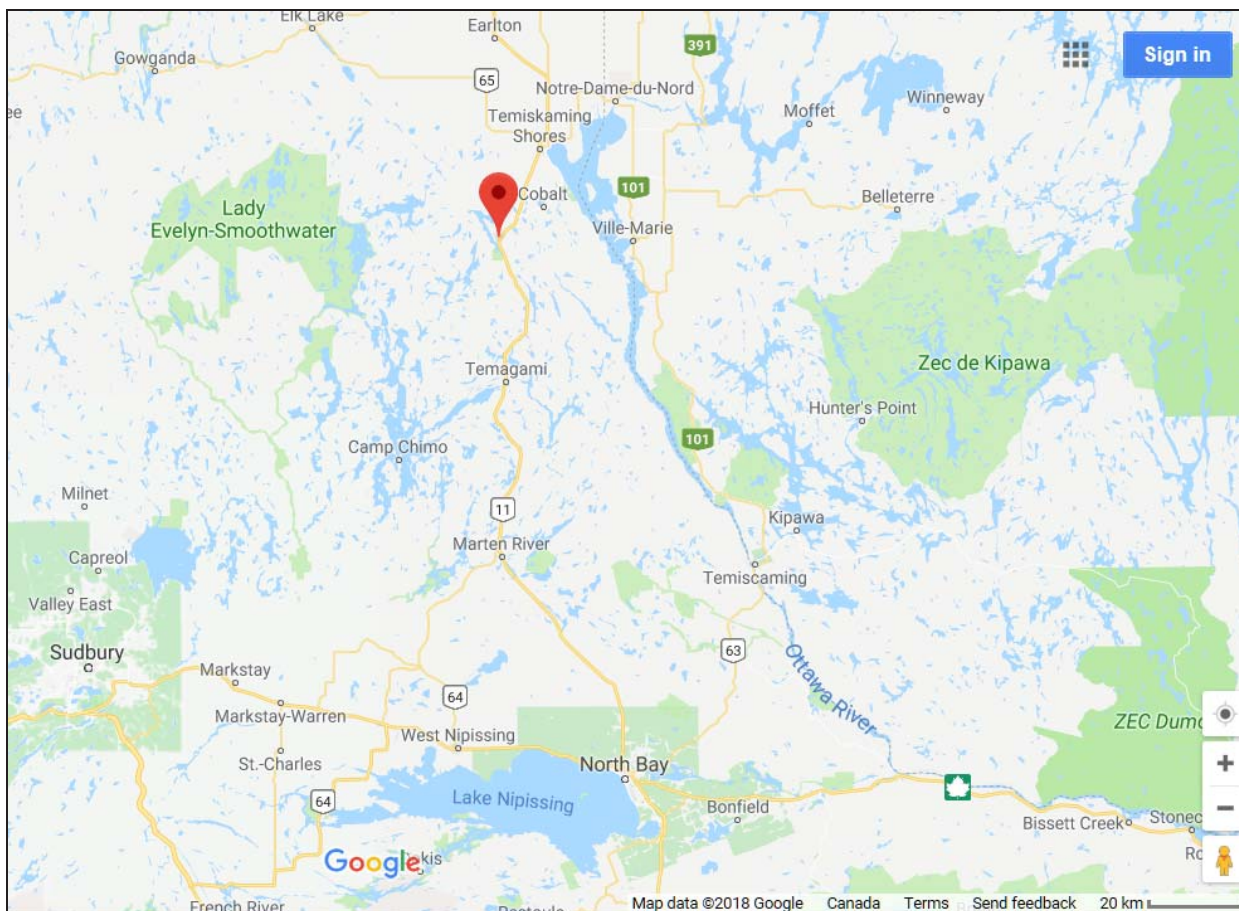 Elk Lake
Earlton
391
Sign in
Gowganda
65
Notre-Dame-du-Nord
Winneway
Moffet
ee
Temiskaming
Shores
101
Cobalt
Belleterre
Lady
Evelyn-Smoothwater
Ville-Marie
Zec de Kipawa
Temagami
Hunter's Point
101
Camp Chimo
Milnet
11
Kipawa
Marten River
Capreol
Temiscaming
Valley East
Sudbury
63
Markstay
Ottawa River
64
Markstay-Warren
ZEC Dumo
West Nipissing
St.-Charles
North Bay
Lake Nipissing
64
Bonfield
Bissett Creek
Stonec
Ro
Google
kis
French River
Map data ©2018 Google Canada Terms Send feedback 20 km